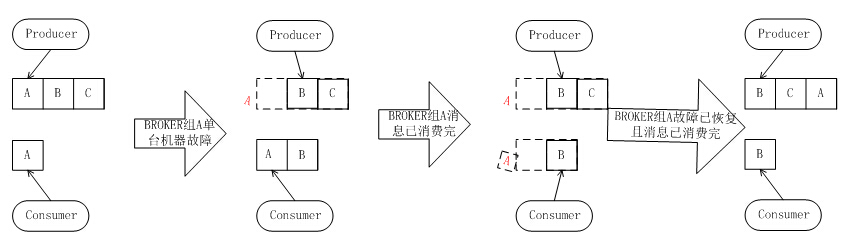 Producer
Producer
Producer
Producer
A B C
A
B C
A
B C
B C A
BROKER组A单
台机器故障
BROKER组A消
息已消费完
BROKER组A故障已恢复
且消息已消费完
A
A B
A
B
B
Consumer
Consumer
Consumer
Consumer